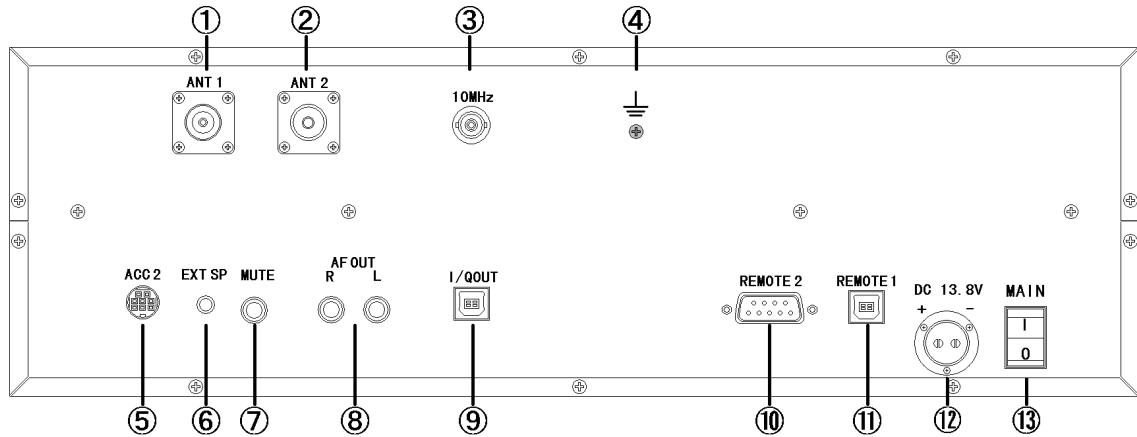 ① ② ③ ④
ANT 1 ANT 2 10MHz
ACC 2 EXT SP MUTE AF OUT I/QOUT REMOTE 2 REMOTE 1 DC 13.8V MAIN
R L + -
I
O
⑤ ⑥ ⑦ ⑧ ⑨ ⑩ ⑪ ⑫ ⑬